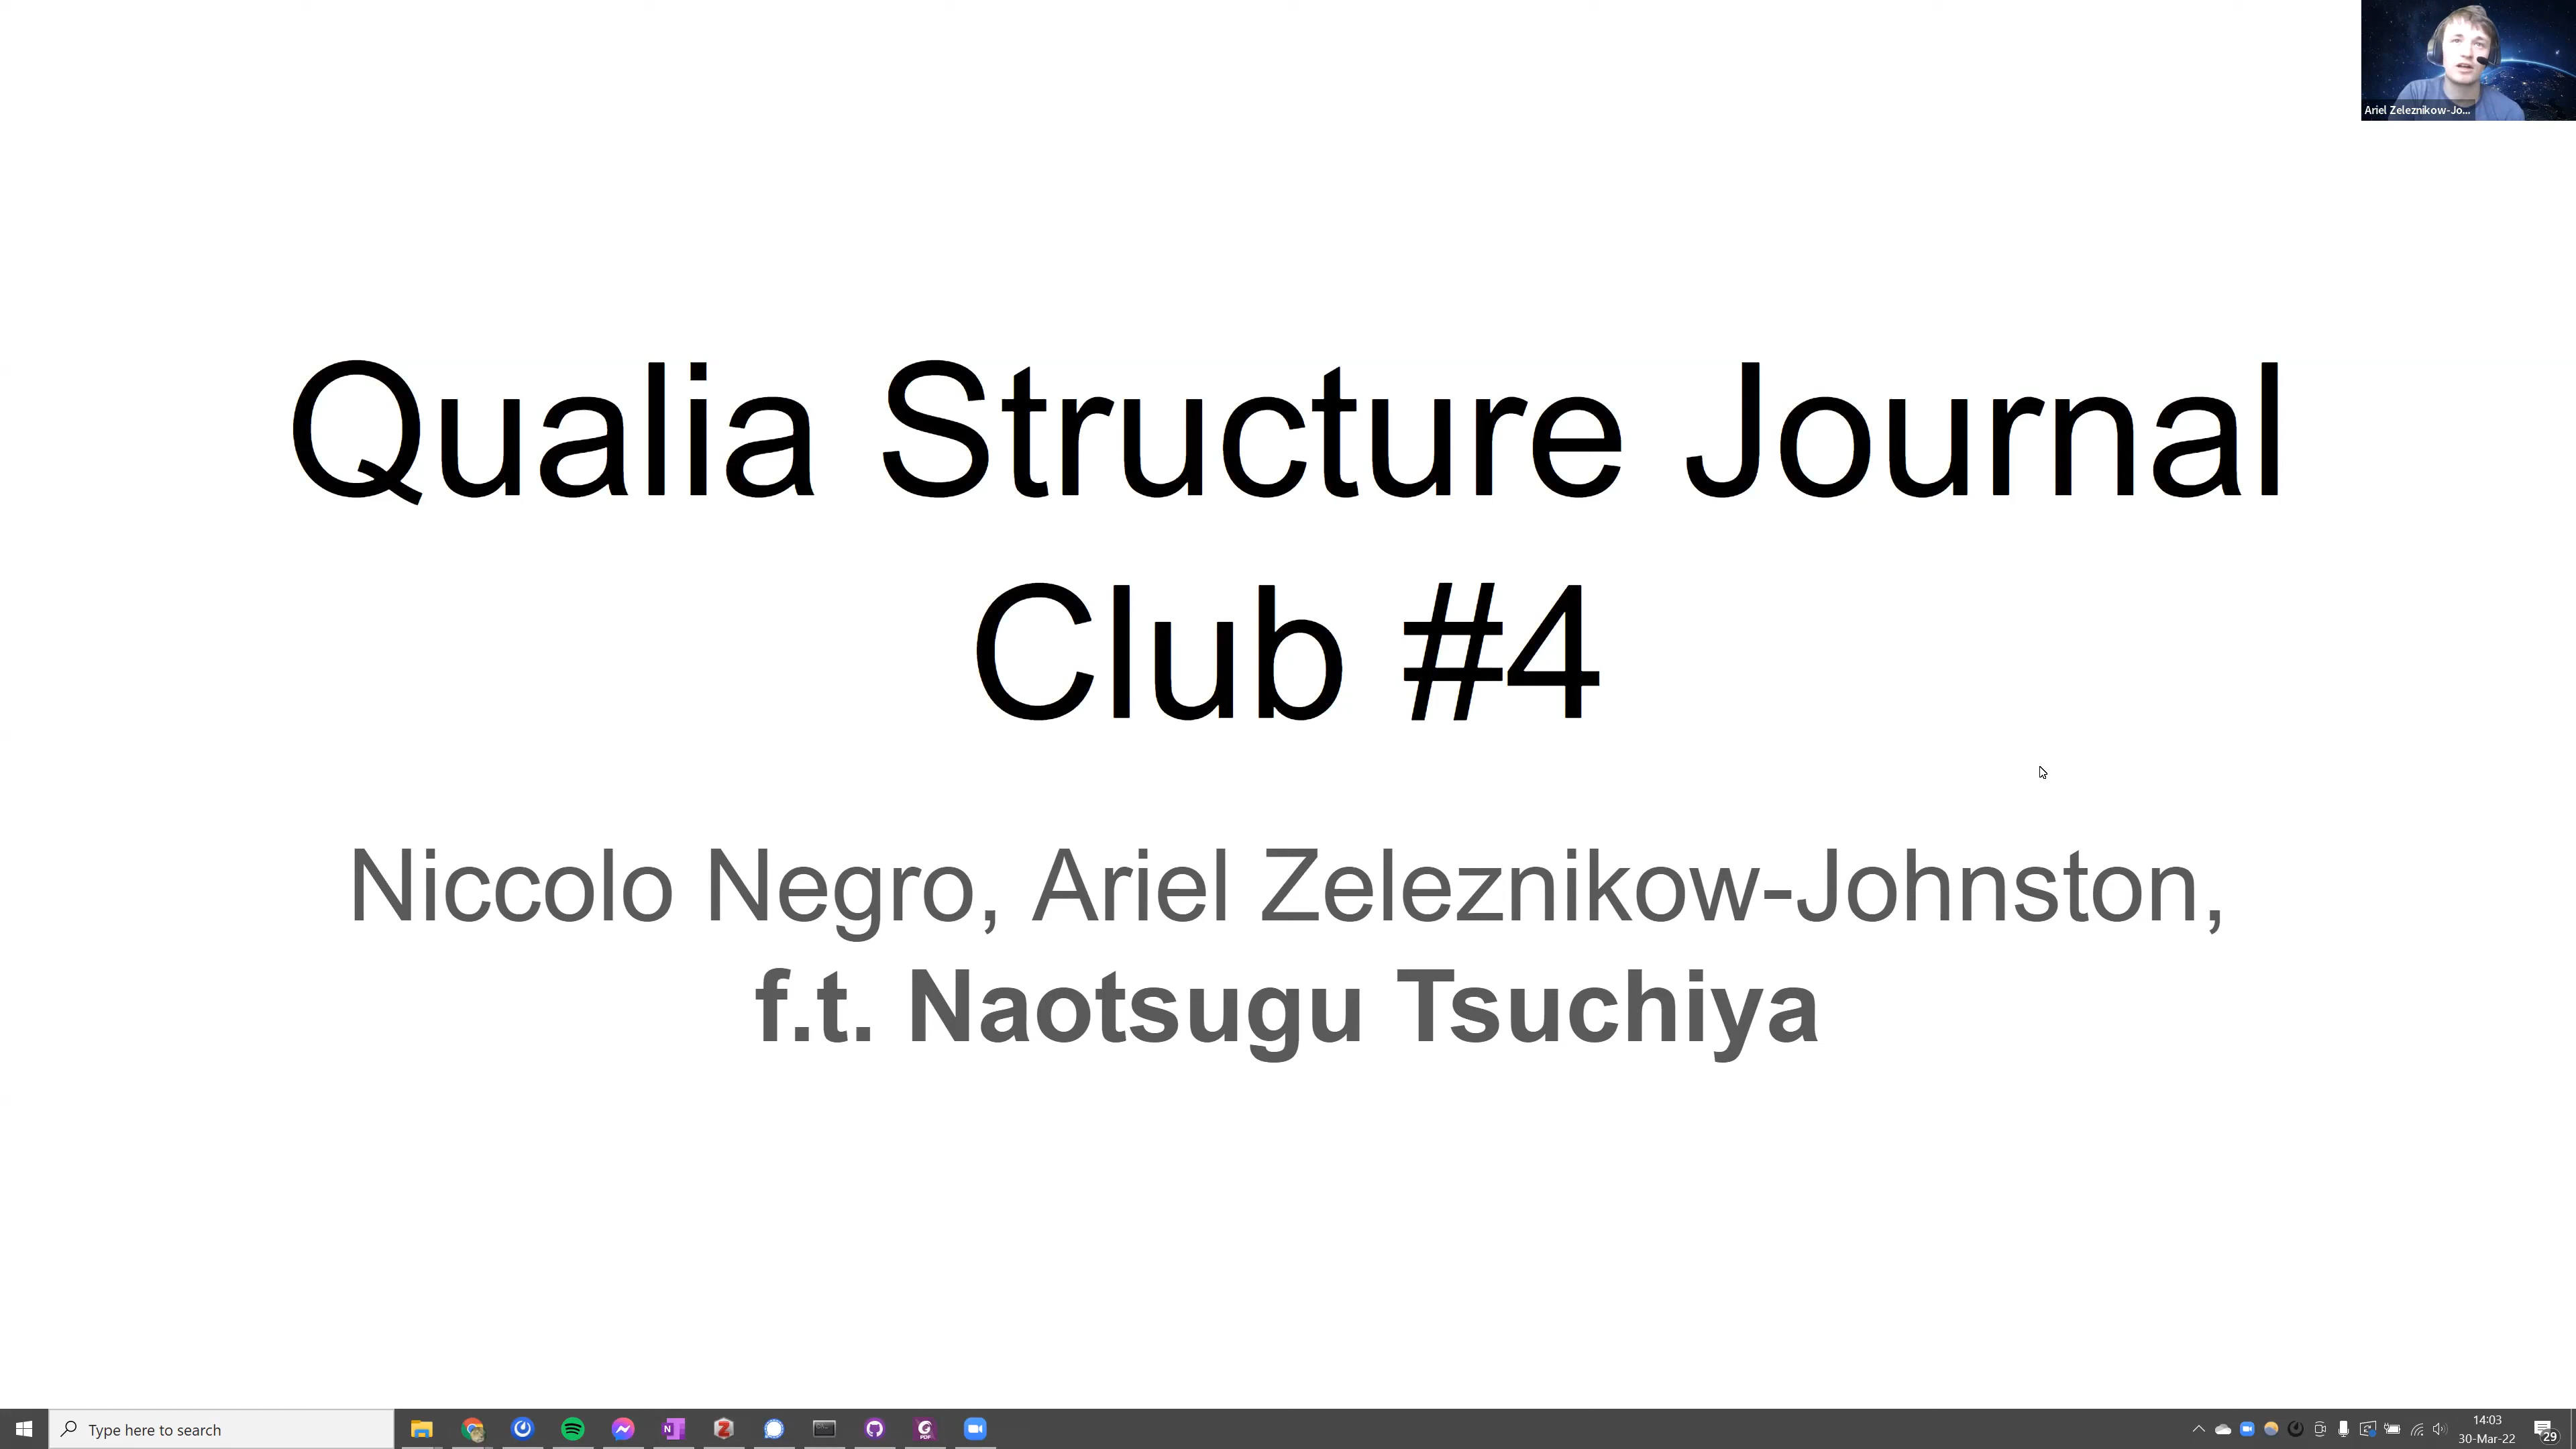 Ariel Zeleznikow-Jo...
Qualia Structure Journal
Club #4
Niccolo Negro, Ariel Zeleznikow-Johnston,
f.t. Naotsugu Tsuchiya
Type here to search
N
Z
PDF
14:03
30-Mar-22
29